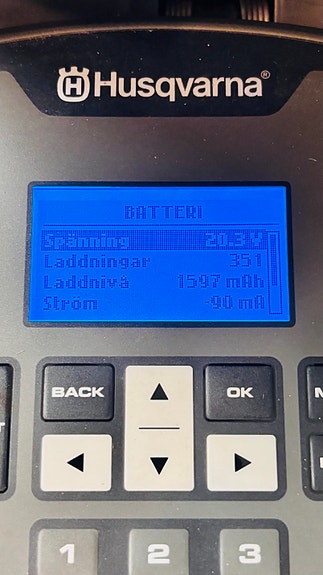 Husqvarna®
BATTERI
Spänning 20.3 V
Laddningar 351
Laddnivå 1597 mAh
Ström -90 mA
BACK
OK
1
2
3